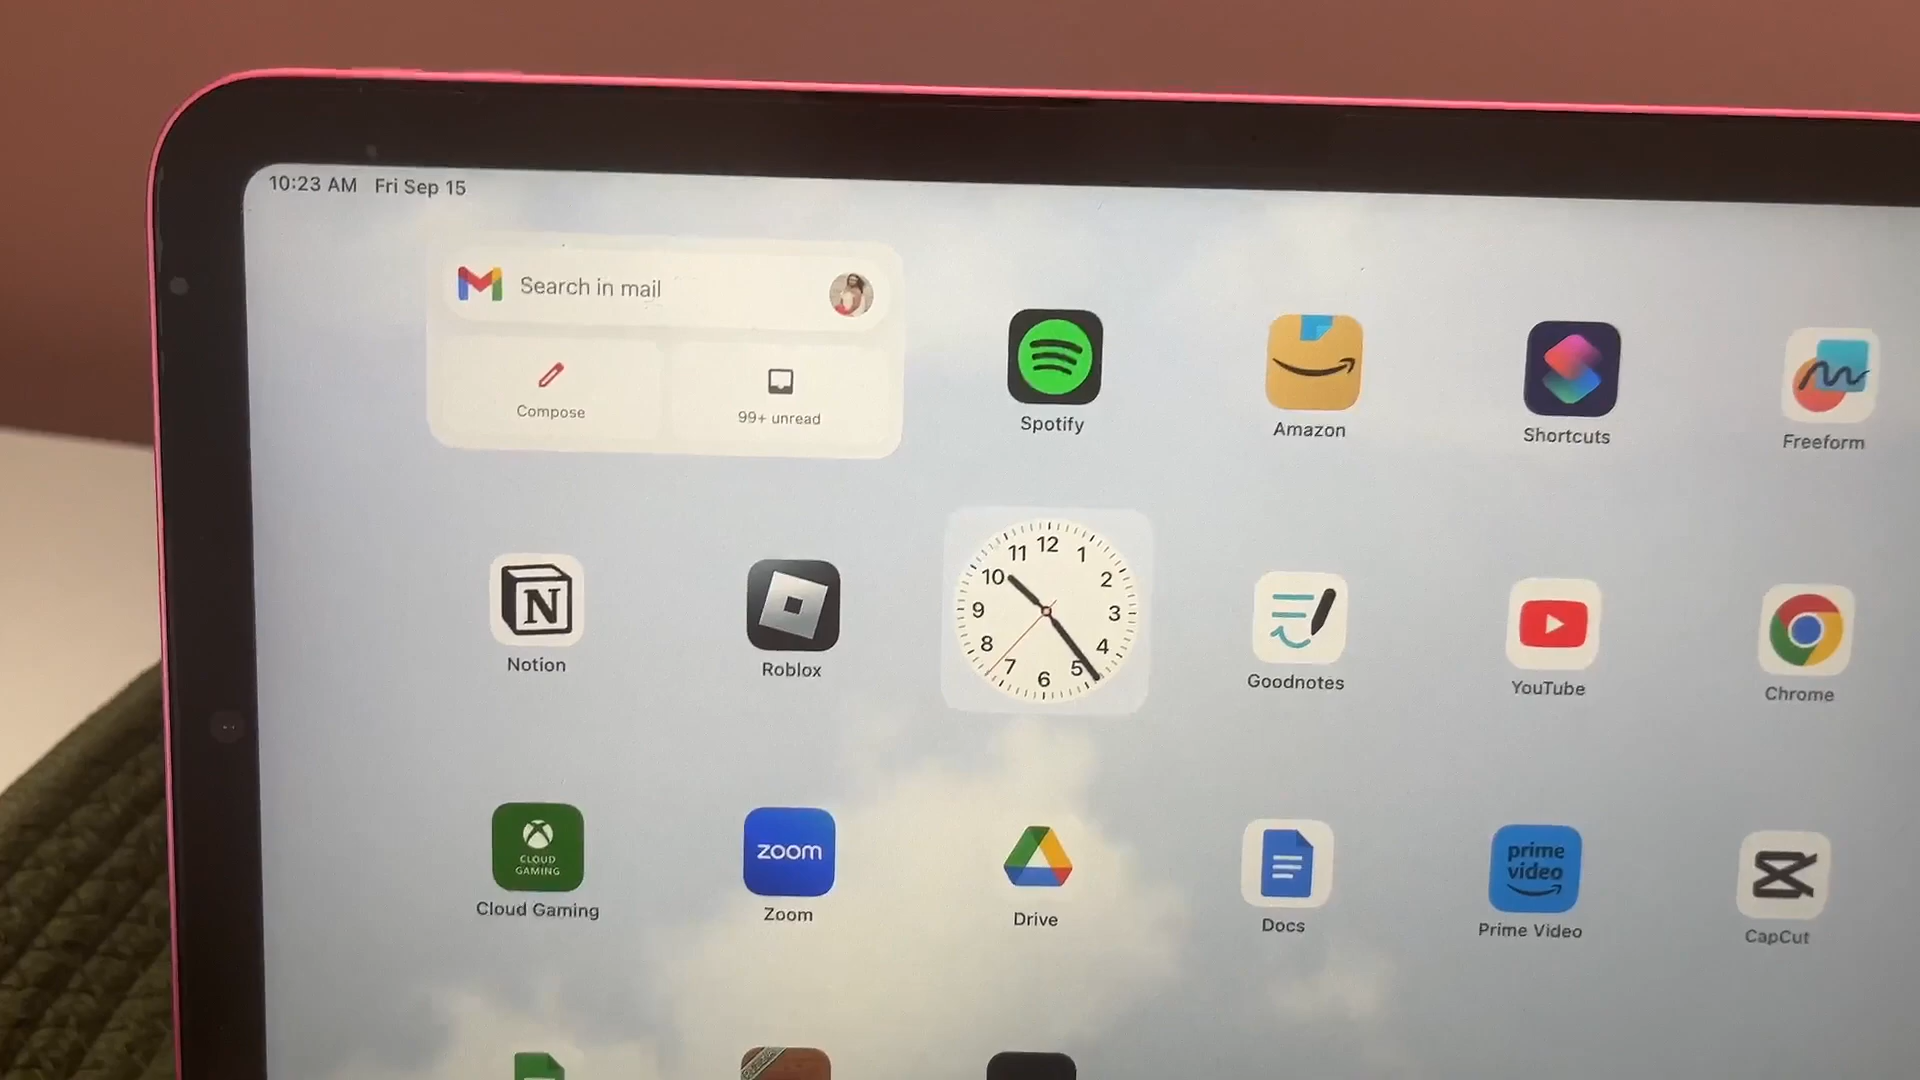 10:23 AM Fri Sep 15
Search in mail
Compose
99+ unread
Spotify
Amazon
Shortcuts
Freeform
N
12
11
1
10
2
9
3
8
4
7
5
6
Notion
Roblox
Goodnotes
YouTube
Chrome
CLOUD
GAMING
zoom
prime
video
Cloud Gaming
Zoom
Drive
Docs
Prime Video
CapCut